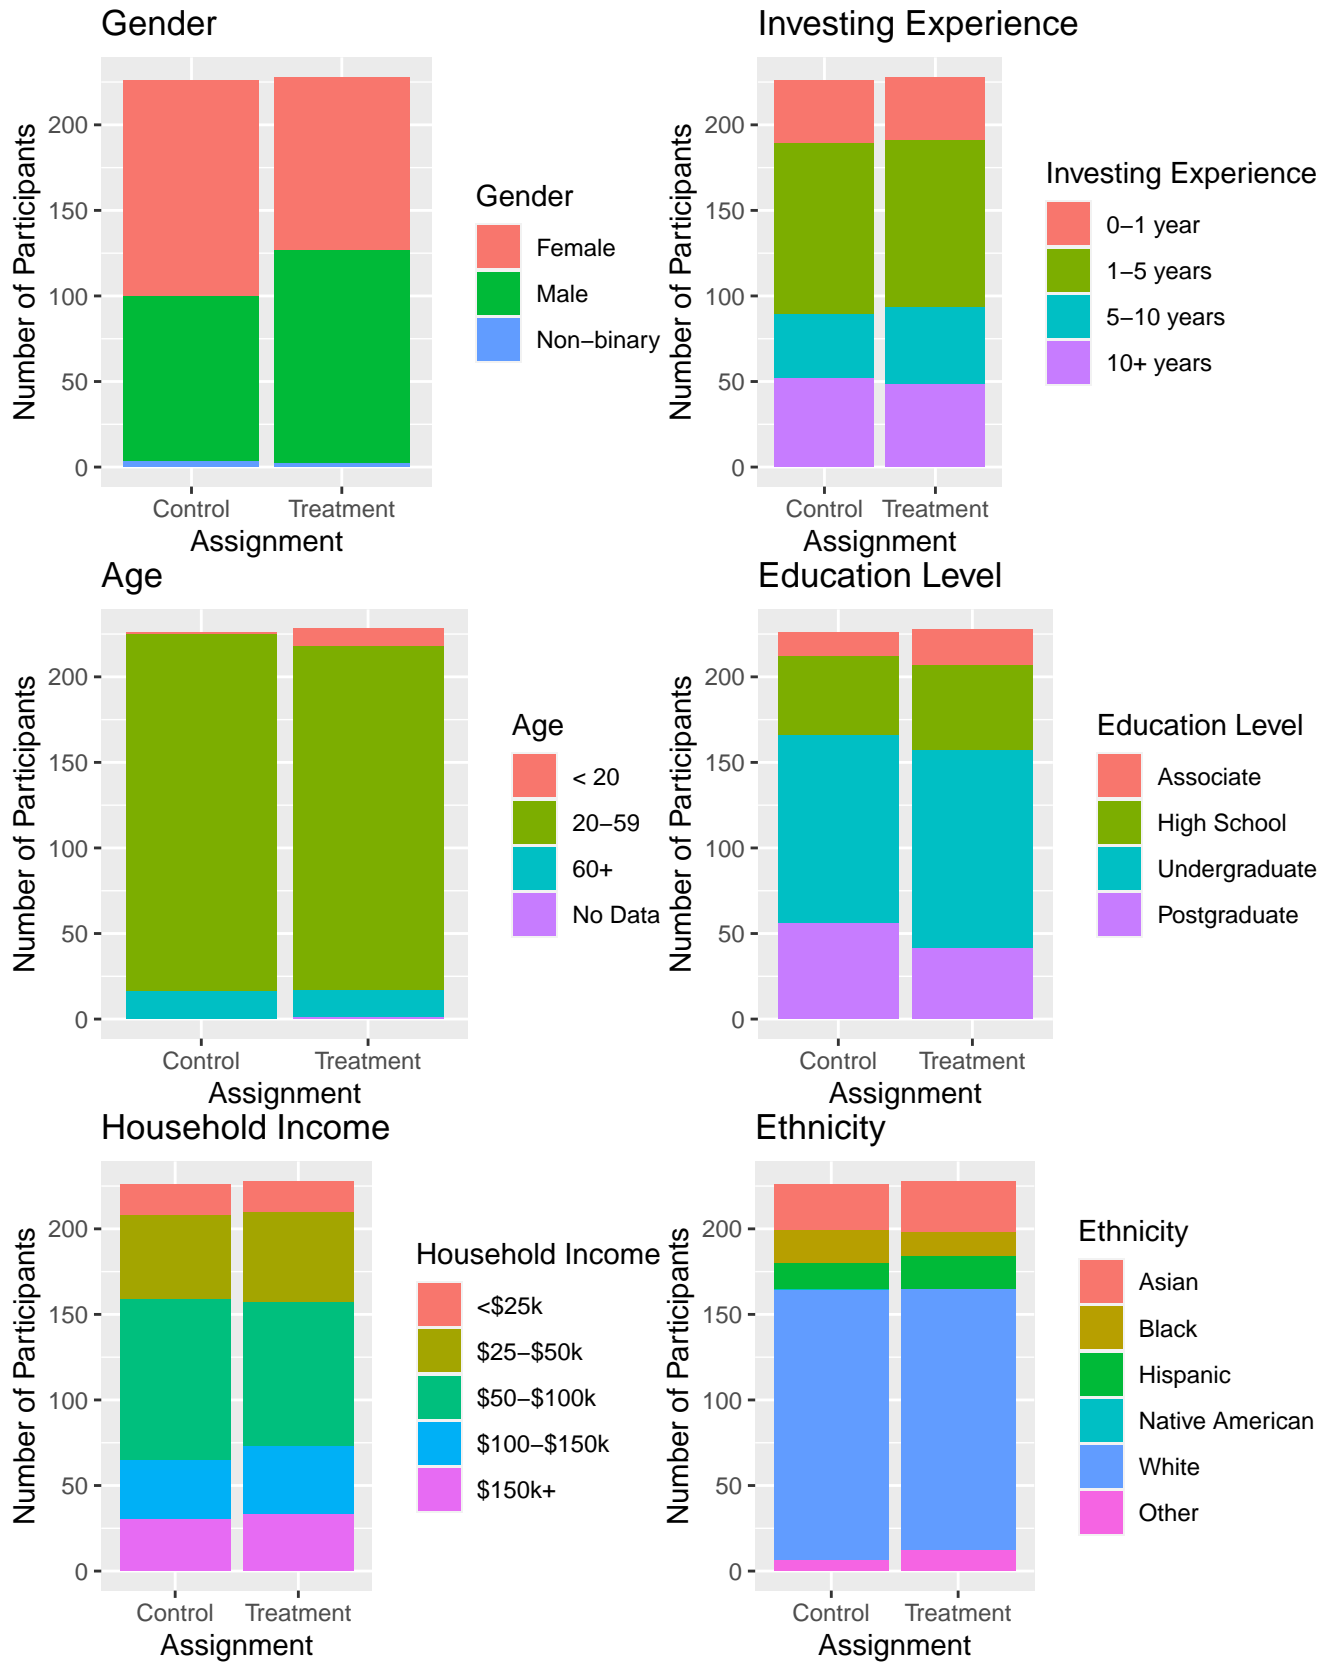 Gender
Number of Participants
200
150
100
50
0
Control
Treatment
Assignment
Gender
Female
Male
Non−binary
Investing Experience
Number of Participants
200
150
100
50
0
Control
Treatment
Assignment
Investing Experience
0−1 year
1−5 years
5−10 years
10+ years
Age
Number of Participants
200
150
100
50
0
Control
Treatment
Assignment
Age
< 20
20−59
60+
No Data
Education Level
Number of Participants
200
150
100
50
0
Control
Treatment
Assignment
Education Level
Associate
High School
Undergraduate
Postgraduate
Household Income
Number of Participants
200
150
100
50
0
Control
Treatment
Assignment
Household Income
<$25k
$25−$50k
$50−$100k
$100−$150k
$150k+
Ethnicity
Number of Participants
200
150
100
50
0
Control
Treatment
Assignment
Ethnicity
Asian
Black
Hispanic
Native American
White
Other